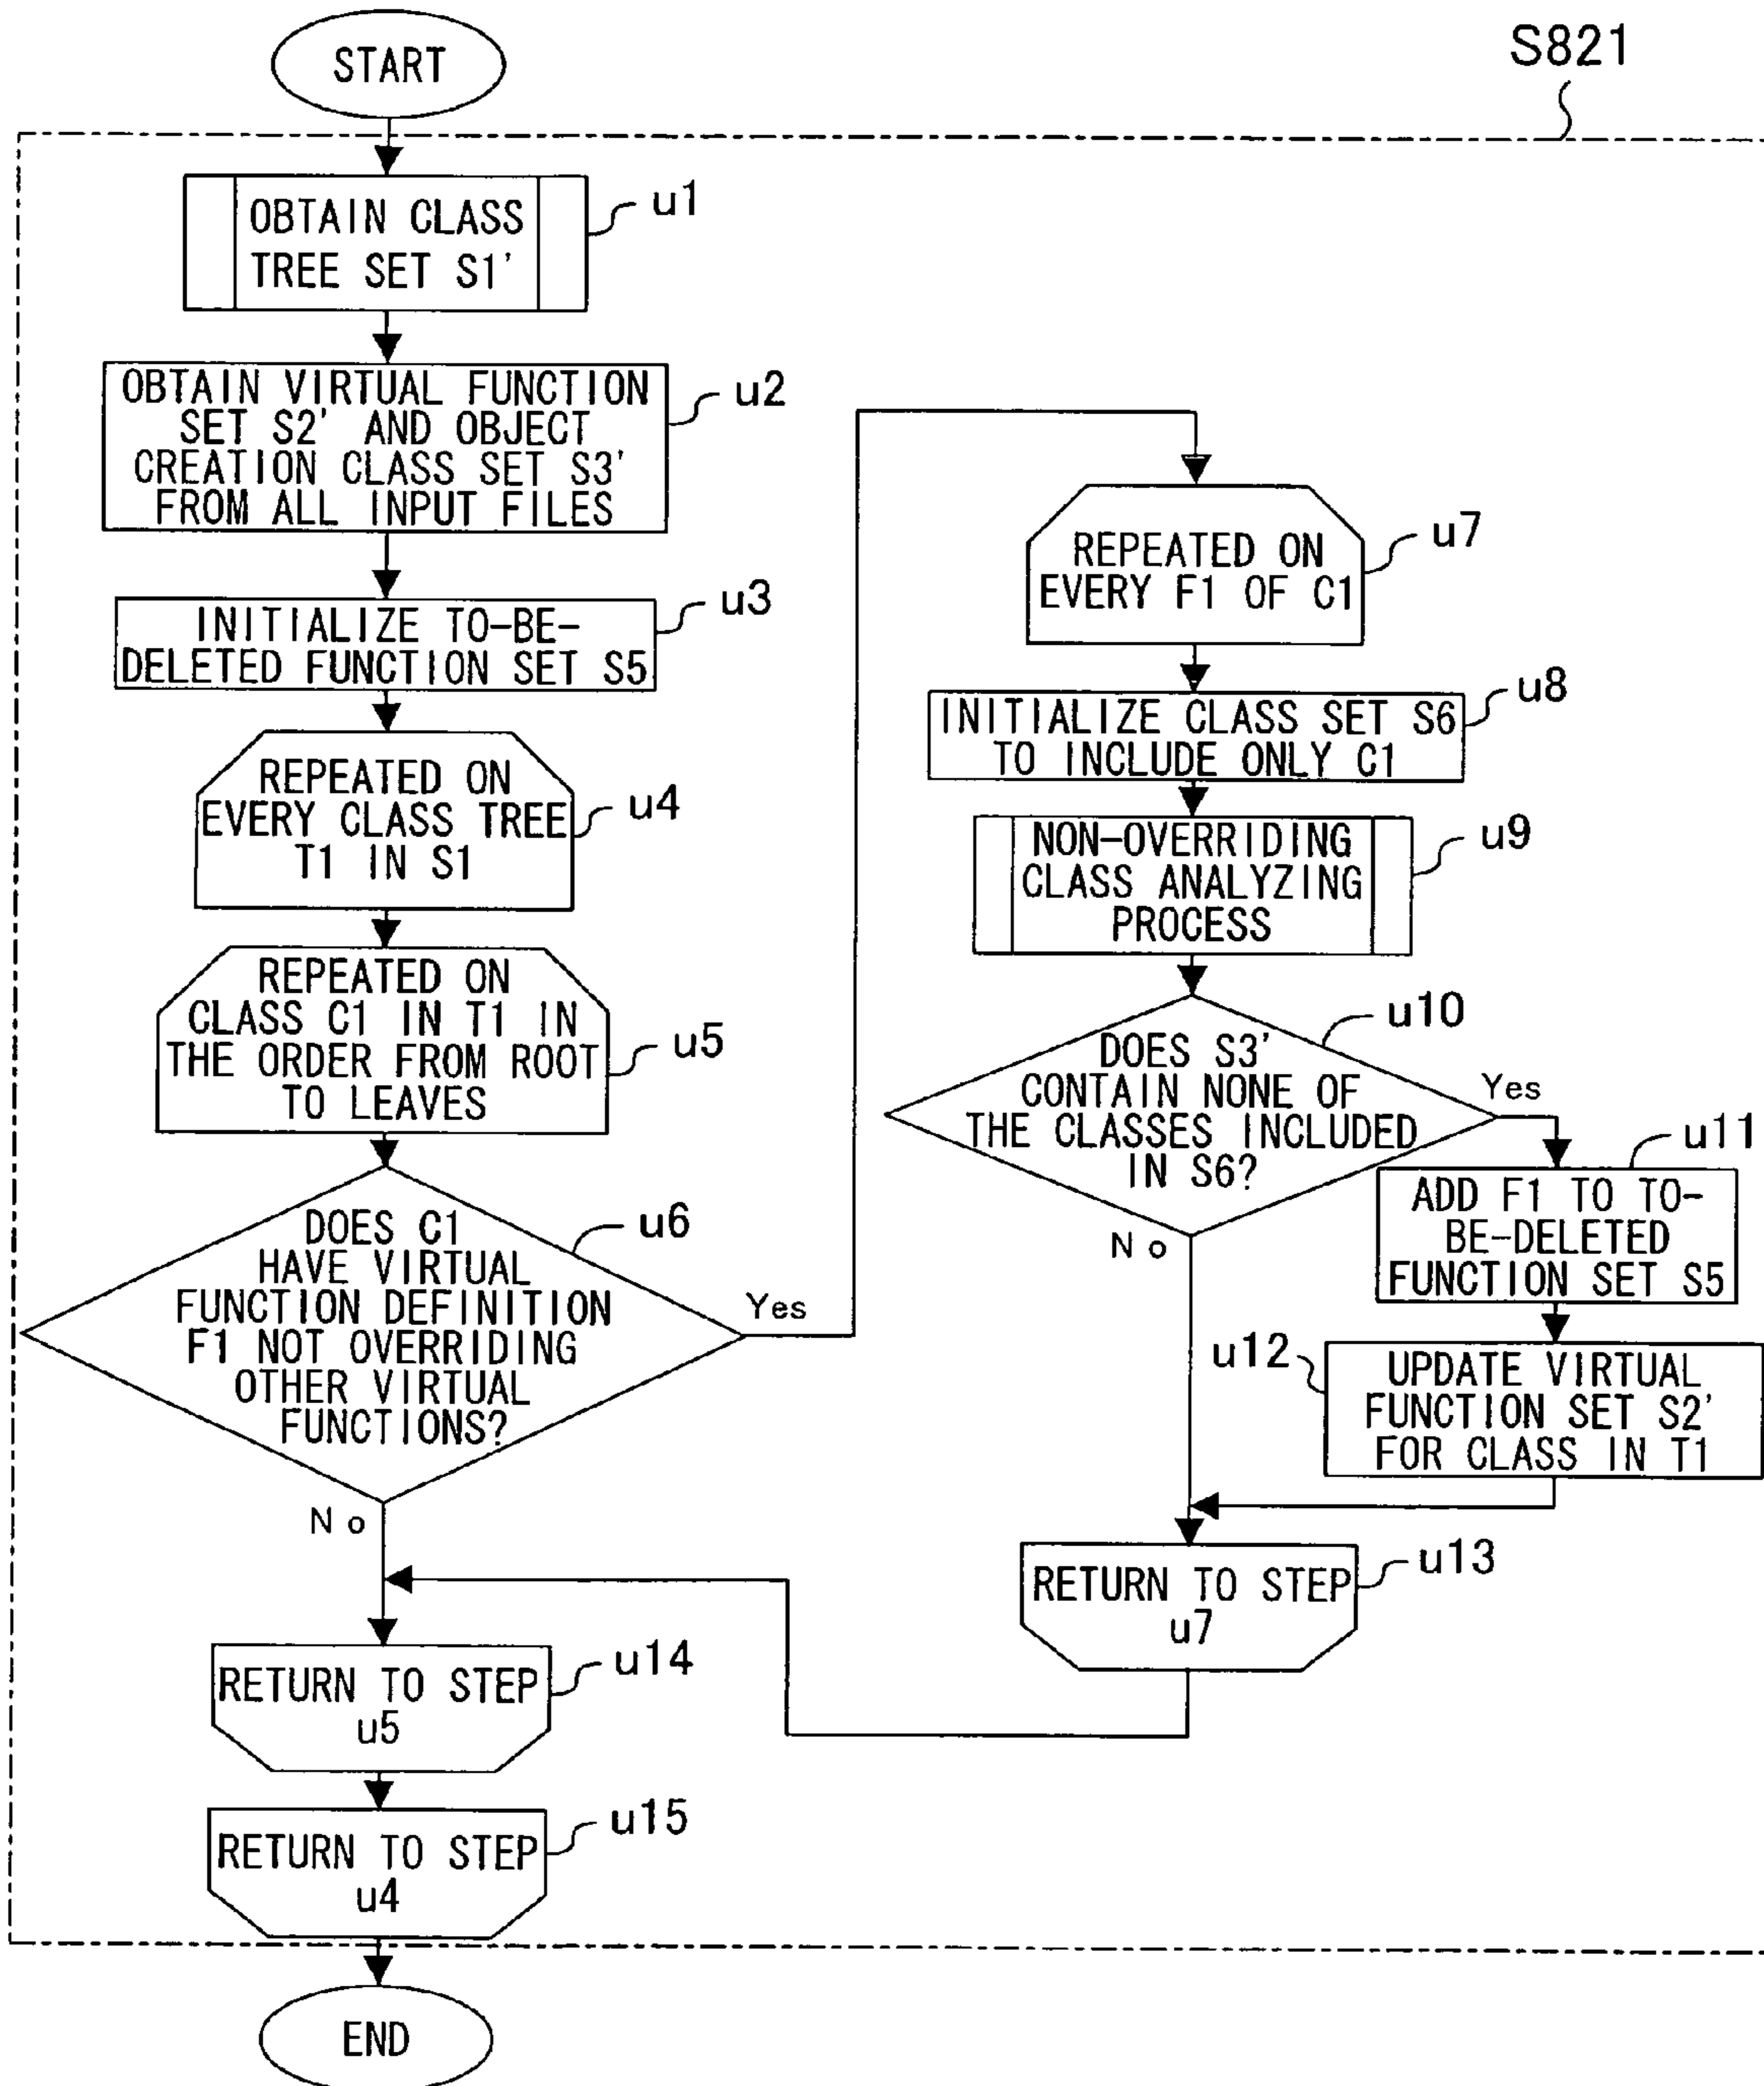 START
S821
OBTAIN CLASS
TREE SET S1'
u1
OBTAIN VIRTUAL FUNCTION
SET S2' AND OBJECT
CREATION CLASS SET S3'
FROM ALL INPUT FILES
u2
INITIALIZE TO-BE-
DELETED FUNCTION SET S5
u3
REPEATED ON
EVERY CLASS TREE
T1 IN S1
u4
REPEATED ON
CLASS C1 IN T1 IN
THE ORDER FROM ROOT
TO LEAVES
u5
DOES C1
HAVE VIRTUAL
FUNCTION DEFINITION
F1 NOT OVERRIDING
OTHER VIRTUAL
FUNCTIONS?
u6
Yes
No
REPEATED ON
EVERY F1 OF C1
u7
INITIALIZE CLASS SET S6
TO INCLUDE ONLY C1
u8
NON-OVERRIDING
CLASS ANALYZING
PROCESS
u9
DOES S3'
CONTAIN NONE OF
THE CLASSES INCLUDED
IN S6?
u10
Yes
No
ADD F1 TO TO-
BE-DELETED
FUNCTION SET S5
u11
UPDATE VIRTUAL
FUNCTION SET S2'
FOR CLASS IN T1
u12
RETURN TO STEP
u7
u13
RETURN TO STEP
u5
u14
RETURN TO STEP
u4
u15
END